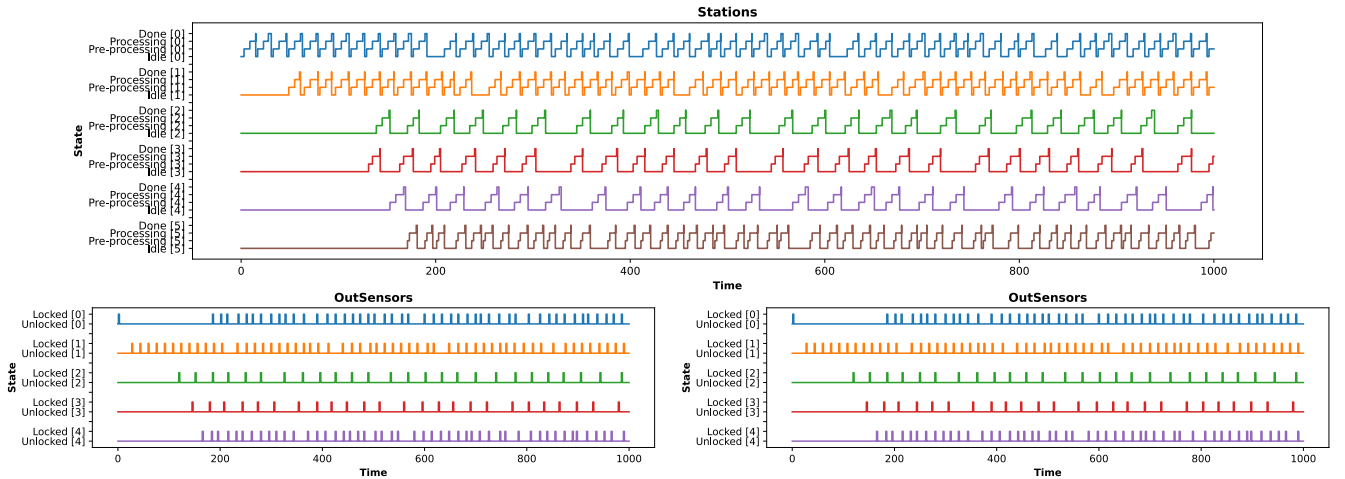 Stations
State
Done [0]
Processing [0]
Pre-processing [0]
Idle [0]
Done [1]
Processing [1]
Pre-processing [1]
Idle [1]
Done [2]
Processing [2]
Pre-processing [2]
Idle [2]
Done [3]
Processing [3]
Pre-processing [3]
Idle [3]
Done [4]
Processing [4]
Pre-processing [4]
Idle [4]
Done [5]
Processing [5]
Pre-processing [5]
Idle [5]
0 200 400 600 800 1000
Time
OutSensors
State
Locked [0]
Unlocked [0]
Locked [1]
Unlocked [1]
Locked [2]
Unlocked [2]
Locked [3]
Unlocked [3]
Locked [4]
Unlocked [4]
0 200 400 600 800 1000
Time
OutSensors
State
Locked [0]
Unlocked [0]
Locked [1]
Unlocked [1]
Locked [2]
Unlocked [2]
Locked [3]
Unlocked [3]
Locked [4]
Unlocked [4]
0 200 400 600 800 1000
Time